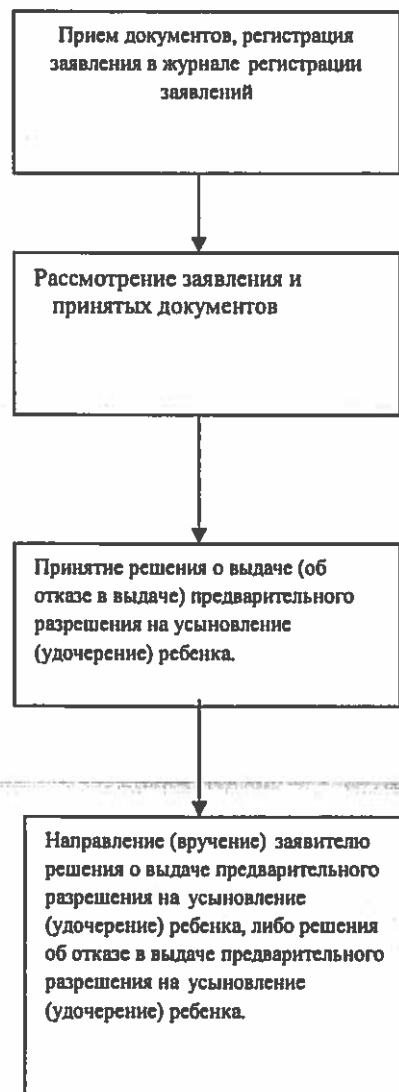 Прием документов, регистрация
заявления в журнале регистрации
заявлений
Рассмотрение заявления и
принятых документов
Принятие решения о выдаче (об
отказе в выдаче) предварительного
разрешения на усыновление
(удочерение) ребенка.
Направление (вручение) заявителю
решения о выдаче предварительного
разрешения на усыновление
(удочерение) ребенка, либо решения
об отказе в выдаче предварительного
разрешения на усыновление
(удочерение) ребенка.